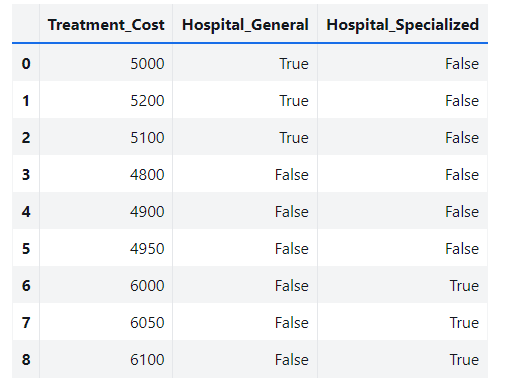 Treatment_Cost Hospital_General Hospital_Specialized
0 5000 True False
1 5200 True False
2 5100 True False
3 4800 False False
4 4900 False False
5 4950 False False
6 6000 False True
7 6050 False True
8 6100 False True